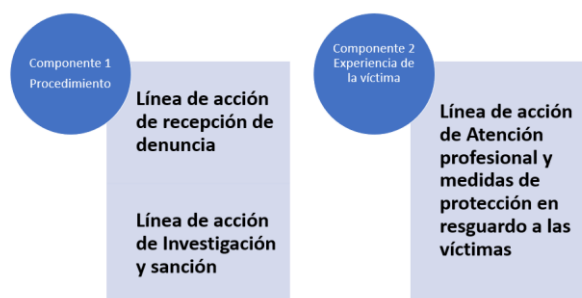 Componente 1
Procedimiento
Línea de acción
de recepción de
denuncia
Línea de acción
de Investigación
y sanción
Componente 2
Experiencia de
la víctima
Línea de acción
de Atención
profesional y
medidas de
protección en
resguardo a las
víctimas